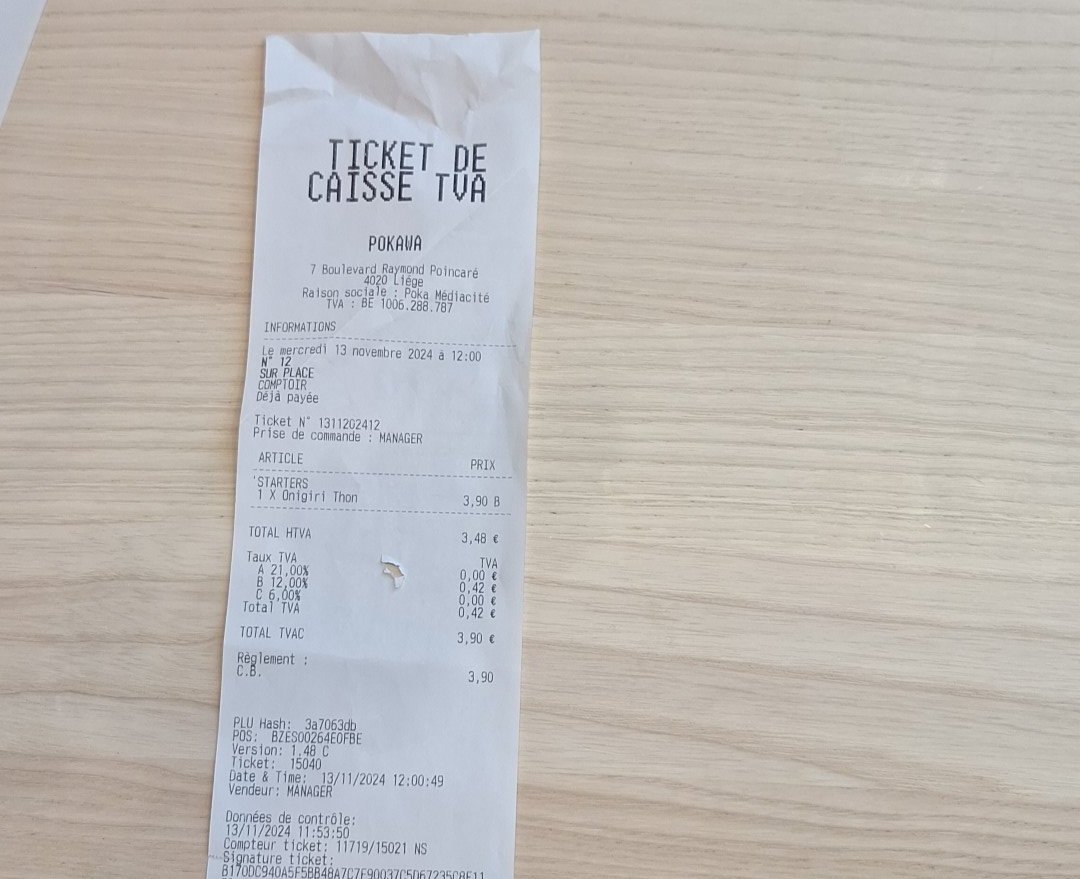 TICKET DE
CAISSE TVA
POKAWA
7 Boulevard Raymond Poincaré
4020 Liège
Raison sociale : Poka Médiacité
TVA : BE 1006.288.787
INFORMATIONS
Le mercredi 13 novembre 2024 à 12:00
N° 12
SUR PLACE
COMPTOIR
Déjà payée
Ticket N° 1311202412
Prise de commande : MANAGER
ARTICLE PRIX
'STARTERS
1 X Onigiri Thon 3,90 B
TOTAL HTVA 3,48 €
Taux TVA TVA
A 21,00% 0,00 €
B 12,00% 0,42 €
C 6,00% 0,00 €
Total TVA 0,42 €
TOTAL TVAC 3,90 €
Règlement :
C.B. 3,90
PLU Hash: 3a7063db
POS: BZES00264E0FBE
Version: 1.48 C
Ticket: 15040
Date & Time: 13/11/2024 12:00:49
Vendeur: MANAGER
Données de contrôle:
13/11/2024 11:53:50
Compteur ticket: 11719/15021 NS
Signature ticket: